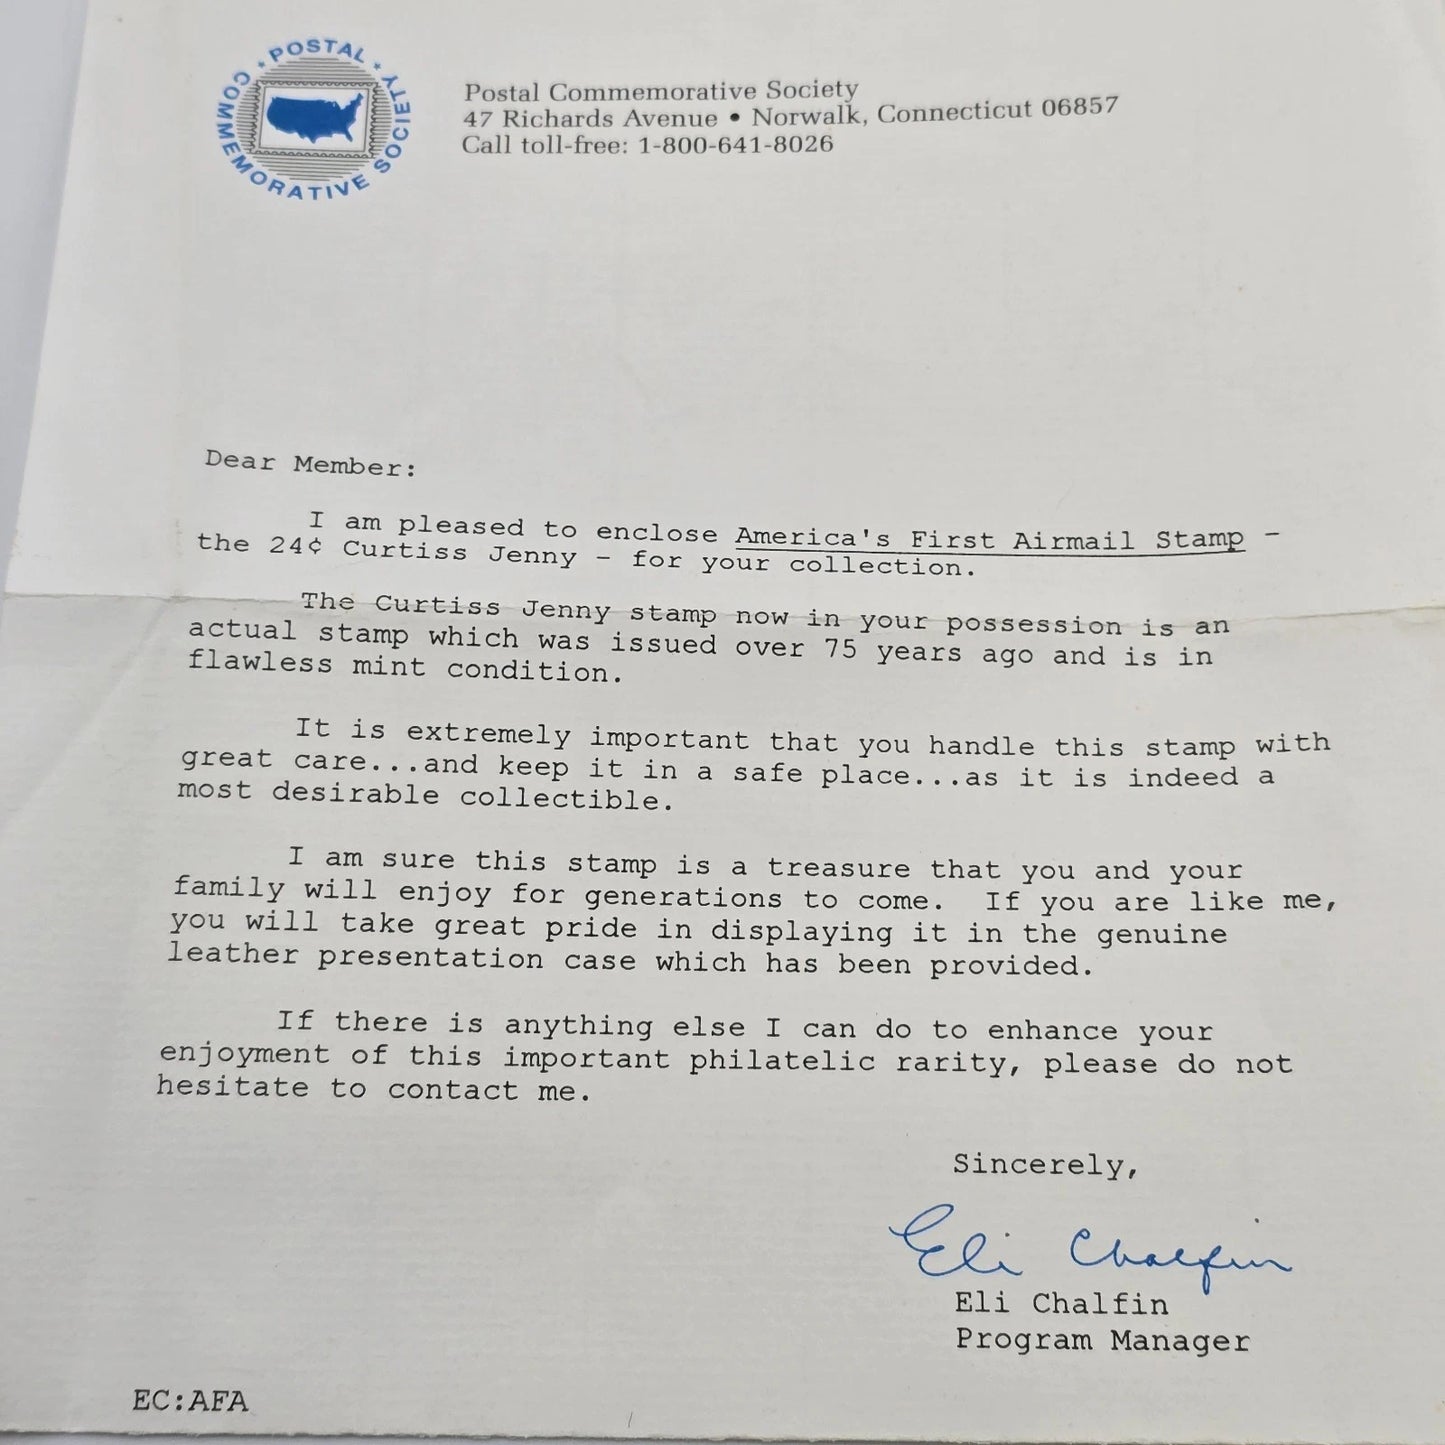 POSTAL COMMEMORATIVE SOCIETY
Postal Commemorative Society
47 Richards Avenue • Norwalk, Connecticut 06857
Call toll-free: 1-800-641-8026
Dear Member:
I am pleased to enclose America's First Airmail Stamp -
the 24¢ Curtiss Jenny - for your collection.
The Curtiss Jenny stamp now in your possession is an
actual stamp which was issued over 75 years ago and is in
flawless mint condition.
It is extremely important that you handle this stamp with
great care...and keep it in a safe place...as it is indeed a
most desirable collectible.
I am sure this stamp is a treasure that you and your
family will enjoy for generations to come. If you are like me,
you will take great pride in displaying it in the genuine
leather presentation case which has been provided.
If there is anything else I can do to enhance your
enjoyment of this important philatelic rarity, please do not
hesitate to contact me.
Sincerely,
Eli Chalfin
Eli Chalfin
Program Manager
EC:AFA